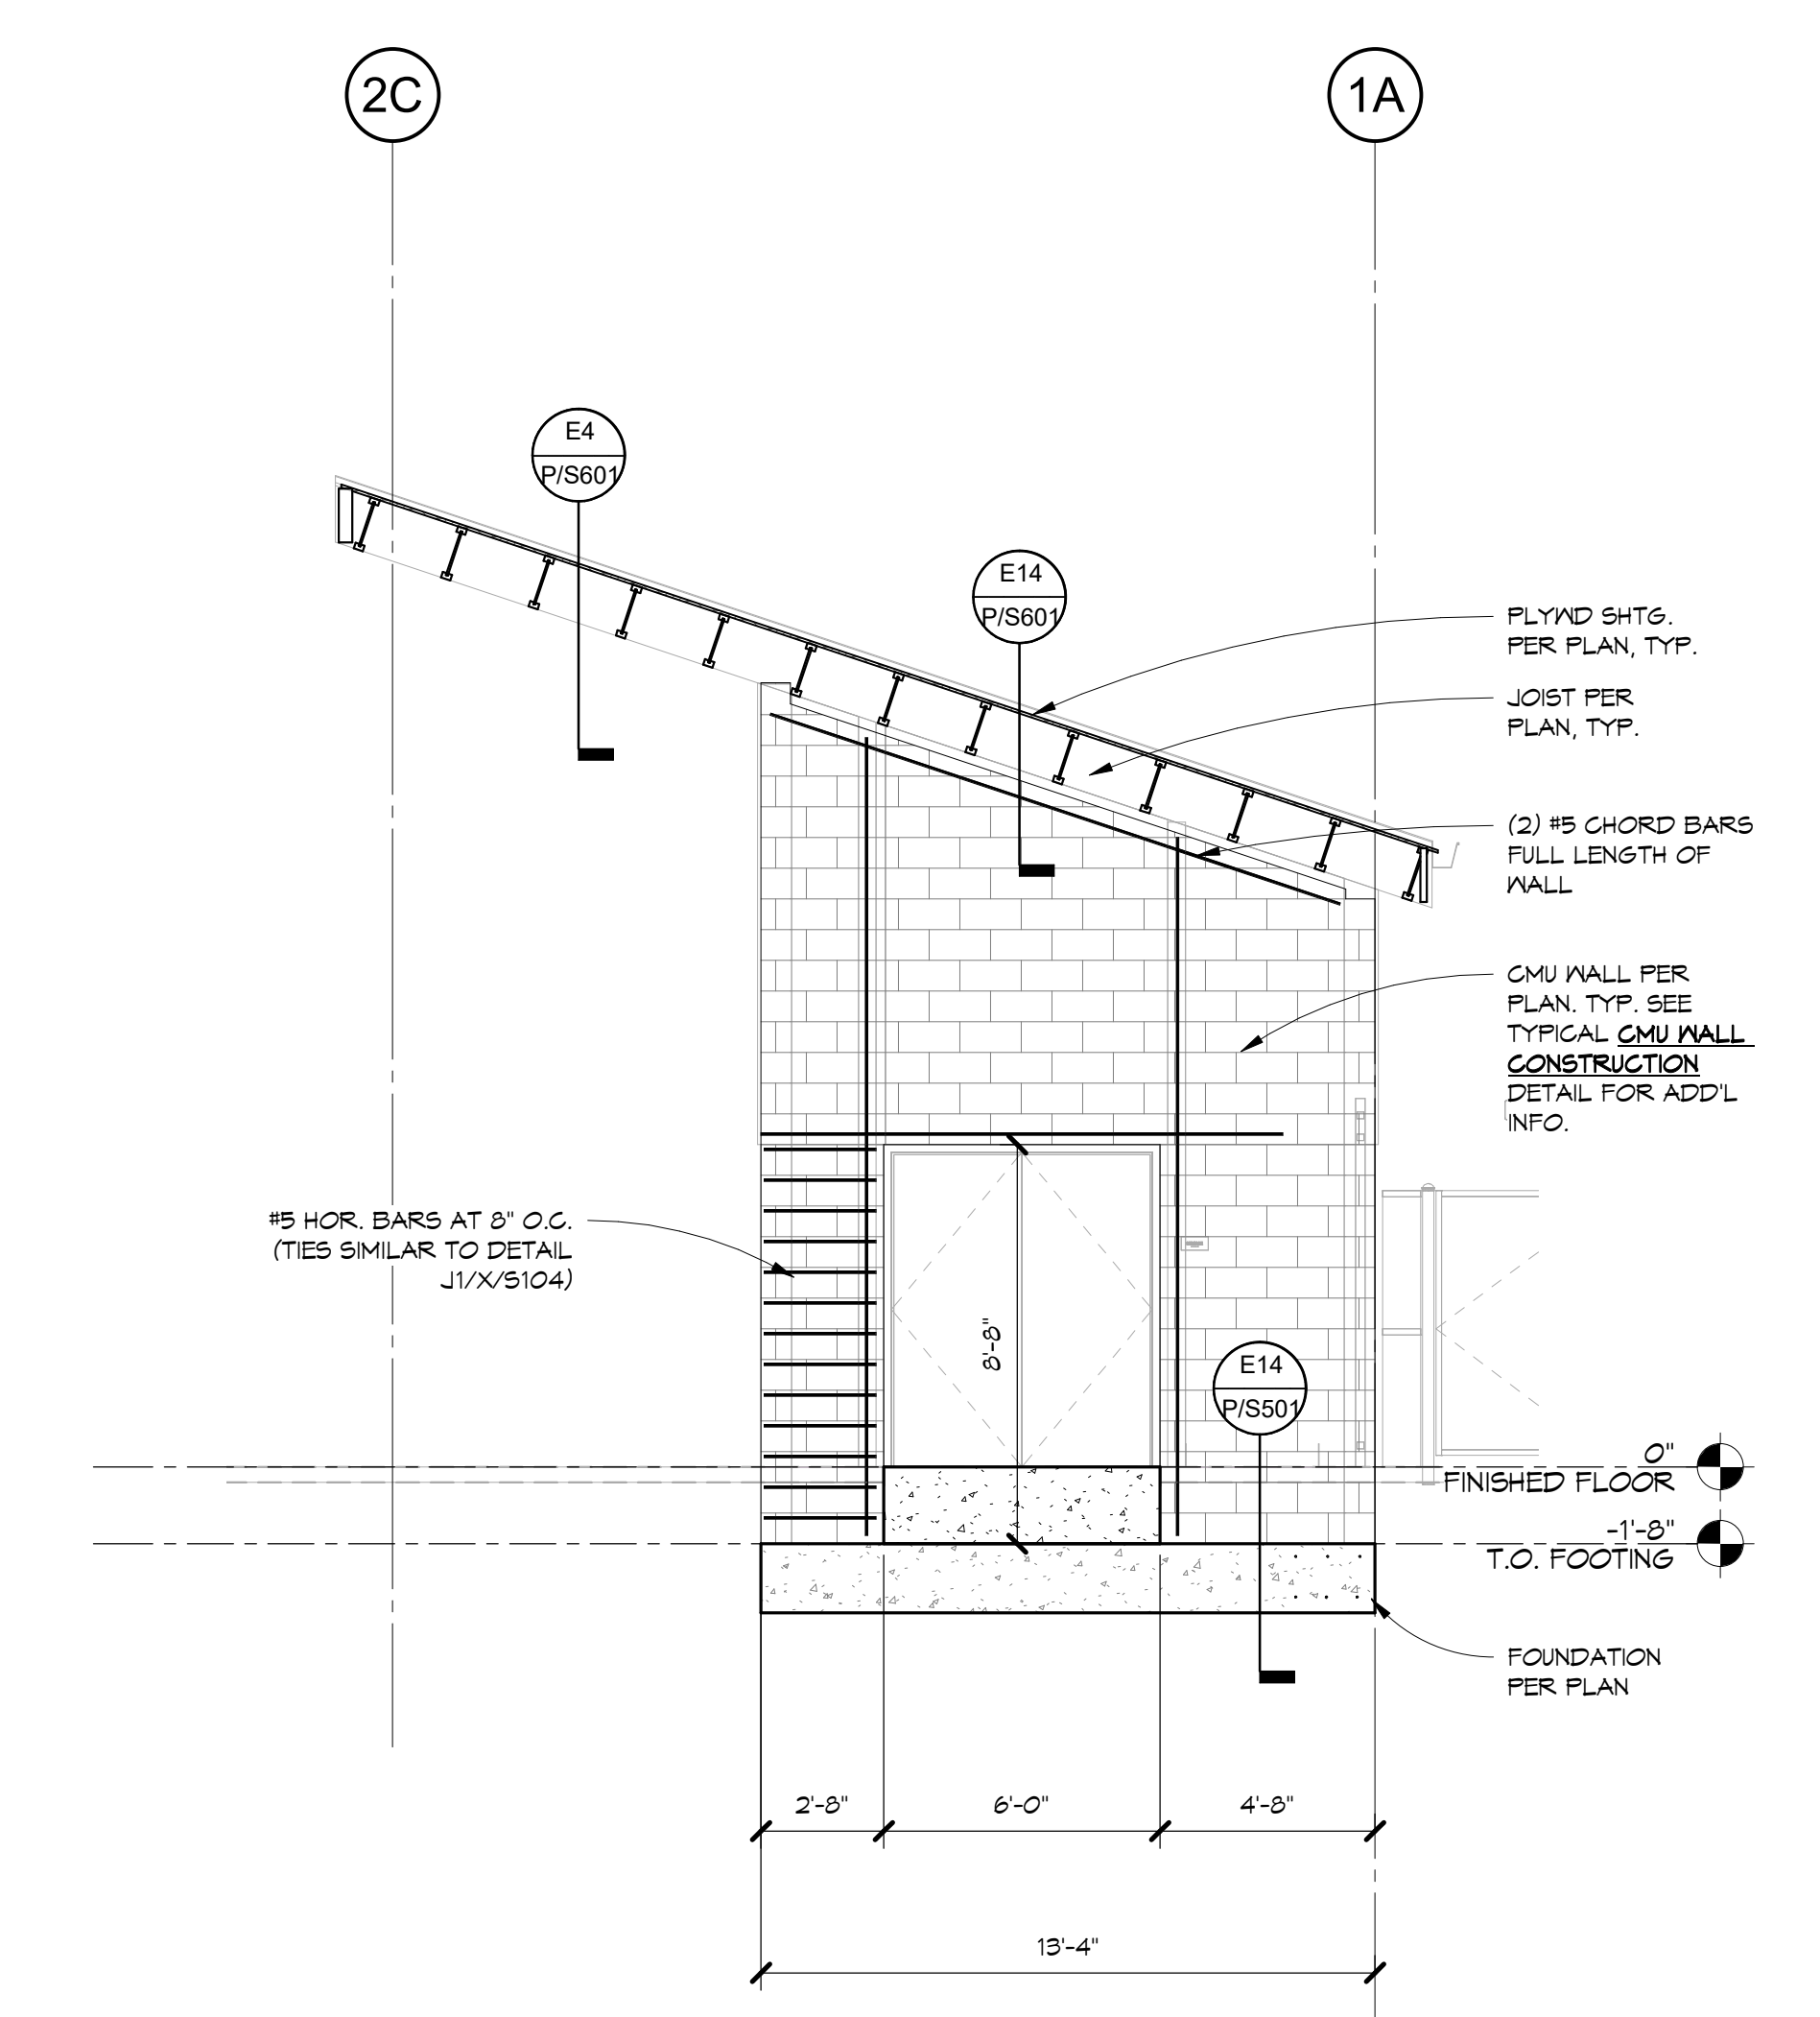 2C
1A
E4
P/S601
E14
P/S601
PLYWD SHTG.
PER PLAN, TYP.
JOIST PER
PLAN, TYP.
(2) #5 CHORD BARS
FULL LENGTH OF
WALL
CMU WALL PER
PLAN. TYP. SEE
TYPICAL CMU WALL
CONSTRUCTION
DETAIL FOR ADD'L
INFO.
#5 HOR. BARS AT 8" O.C.
(TIES SIMILAR TO DETAIL
J1/X/S104)
8'-8"
E14
P/S501
0"
FINISHED FLOOR
-1'-8"
T.O. FOOTING
FOUNDATION
PER PLAN
2'-8"
6'-0"
4'-8"
13'-4"